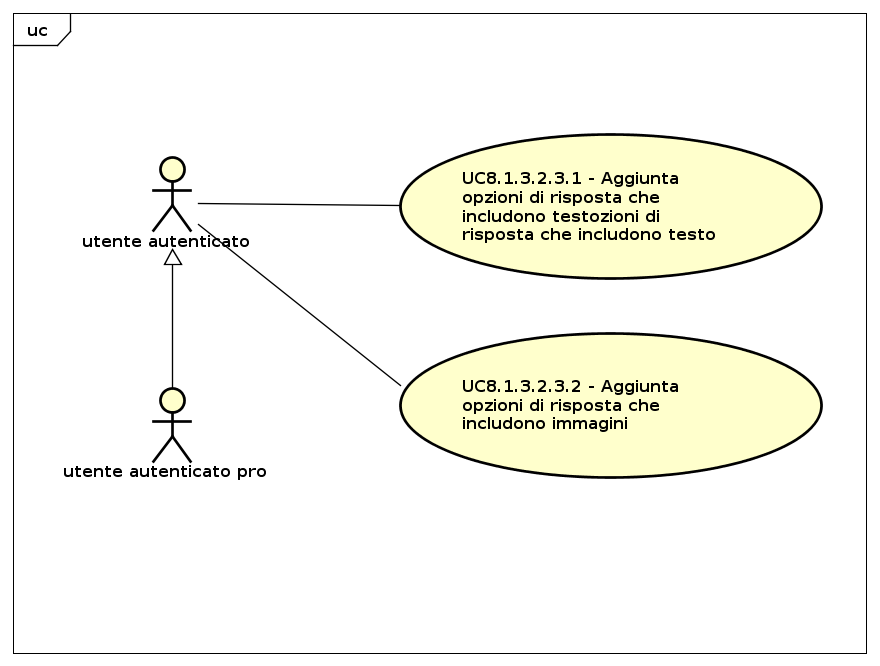 uc
UC8.1.3.2.3.1 - Aggiunta
opzioni di risposta che
includono testozioni di
risposta che includono testo
utente autenticato
UC8.1.3.2.3.2 - Aggiunta
opzioni di risposta che
includono immagini
utente autenticato pro